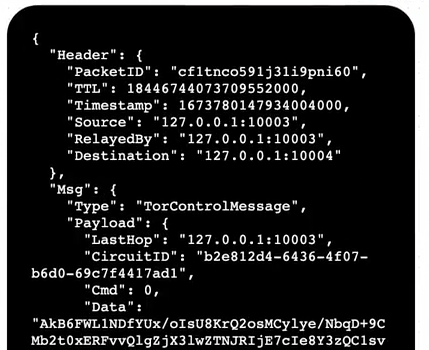 {
"Header": {
"PacketID": "cf1tnco591j31i9pni60",
"TTL": 18446744073709552000,
"Timestamp": 1673780147934004000,
"Source": "127.0.0.1:10003",
"RelayedBy": "127.0.0.1:10003",
"Destination": "127.0.0.1:10004"
},
"Msg": {
"Type": "TorControlMessage",
"Payload": {
"LastHop": "127.0.0.1:10003",
"CircuitID": "b2e812d4-6436-4f07-
b6d0-69c7f4417ad1",
"Cmd": 0,
"Data":
"AkB6FWL1NDfYUx/oIsU8KrQ2osMCylye/NbqD+9C
Mb2t0xERFvvQlgZjX3lwZTNJRIjE7cIe8Y3zQC1sv